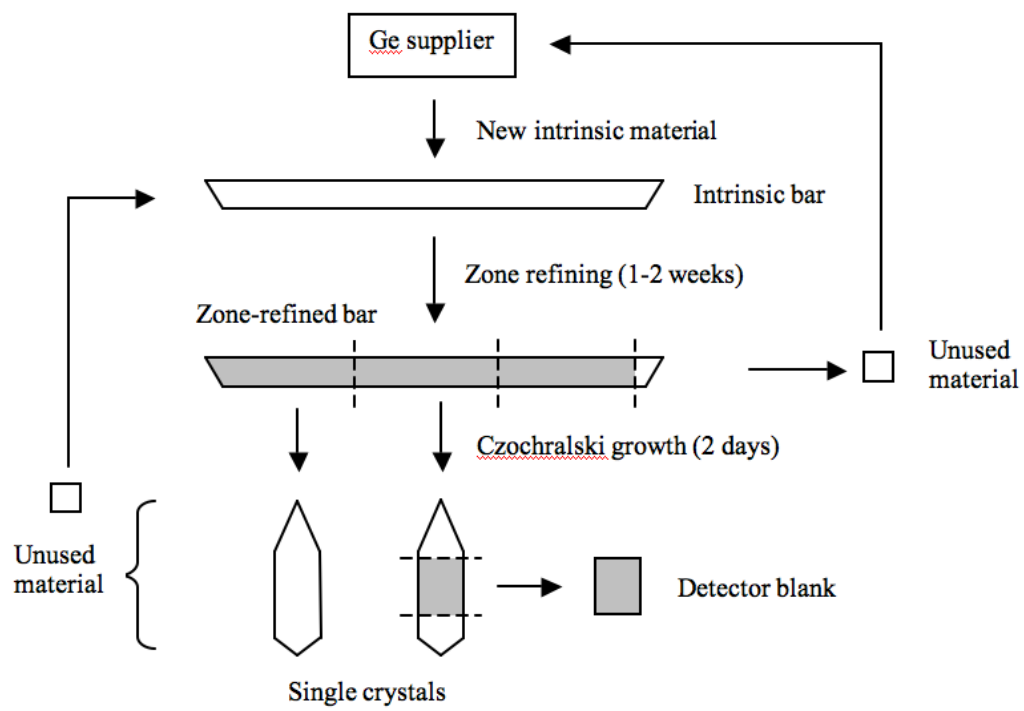 Ge supplier
New intrinsic material
Intrinsic bar
Zone refining (1-2 weeks)
Zone-refined bar
Unused
material
Czochralski growth (2 days)
Unused
material
Detector blank
Single crystals